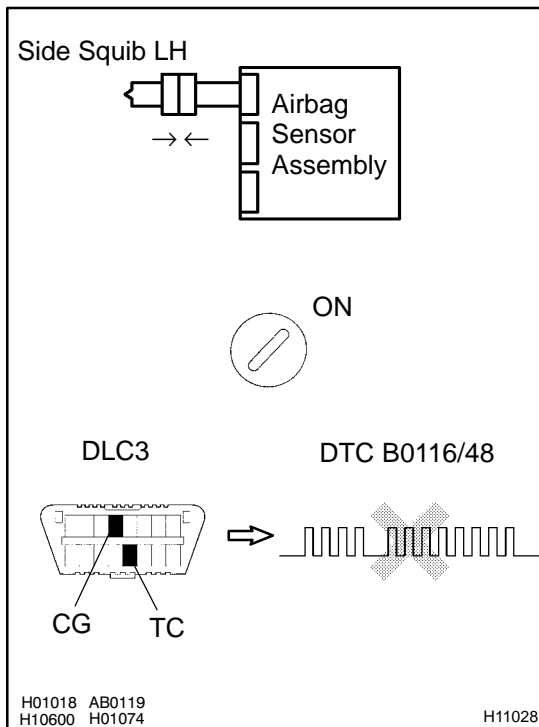 Side Squib LH
Airbag
Sensor
Assembly
ON
DLC3
DTC B0116/48
CG
TC
H01018 AB0119
H10600 H01074
H11028